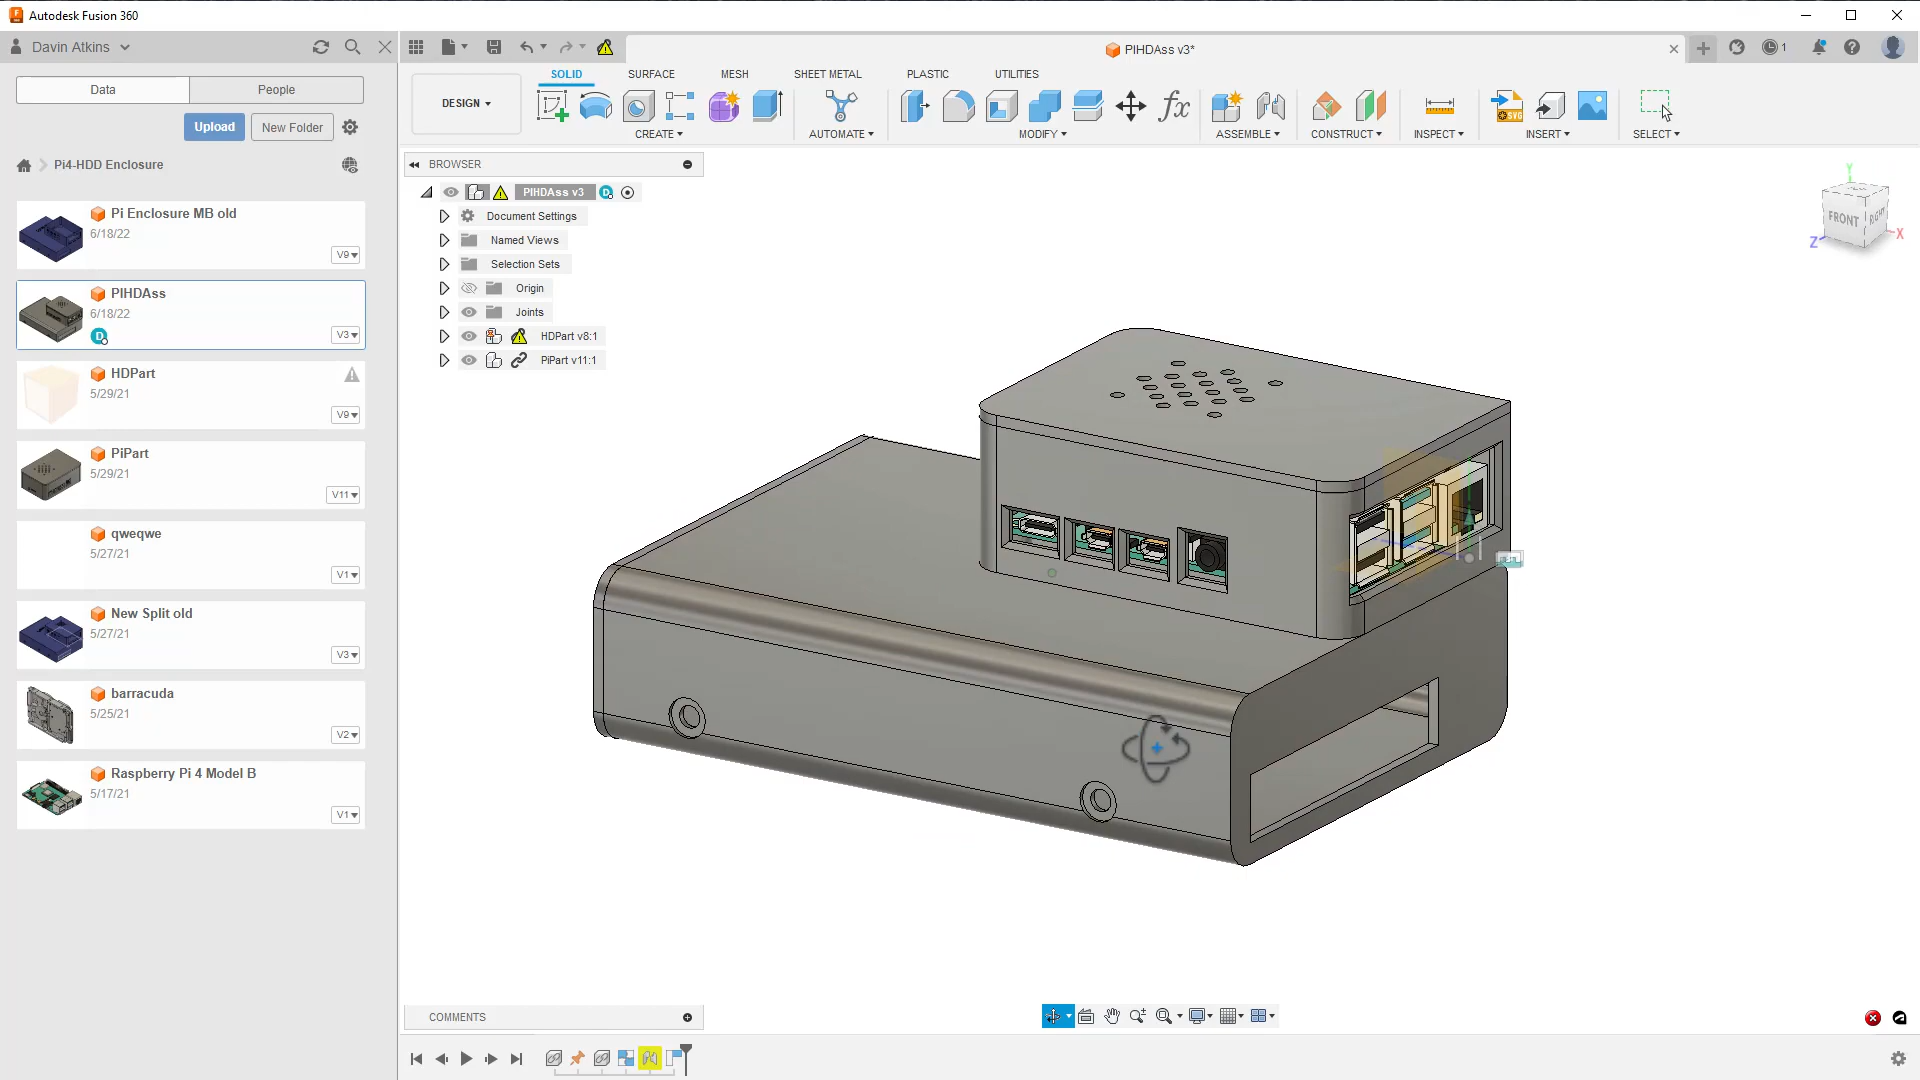 Autodesk Fusion 360
Davin Atkins
PIHDAss v3*
1
Data
People
Upload
New Folder
Pi4-HDD Enclosure
Pi Enclosure MB old
6/18/22
V9
PIHDAss
6/18/22
D
V3
HDPart
5/29/21
V9
PiPart
5/29/21
V11
qweqwe
5/27/21
V1
New Split old
5/27/21
V3
barracuda
5/25/21
V2
Raspberry Pi 4 Model B
5/17/21
V1
DESIGN
SOLID
SURFACE
MESH
SHEET METAL
PLASTIC
UTILITIES
fx
SVG
CREATE
AUTOMATE
MODIFY
ASSEMBLE
CONSTRUCT
INSPECT
INSERT
SELECT
BROWSER
PIHDAss v3
D
Document Settings
Named Views
Selection Sets
Origin
Joints
HDPart v8:1
PiPart v11:1
Y
FRONT
RIGHT
Z
X
COMMENTS